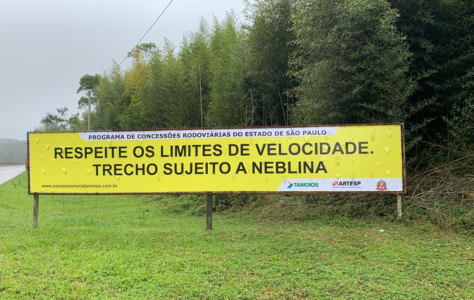 PROGRAMA DE CONCESSÕES RODOVIÁRIAS DO ESTADO DE SÃO PAULO
RESPEITE OS LIMITES DE VELOCIDADE.
TRECHO SUJEITO A NEBLINA
www.concessionariatamoios.com.br TAMOIOS ARTESP